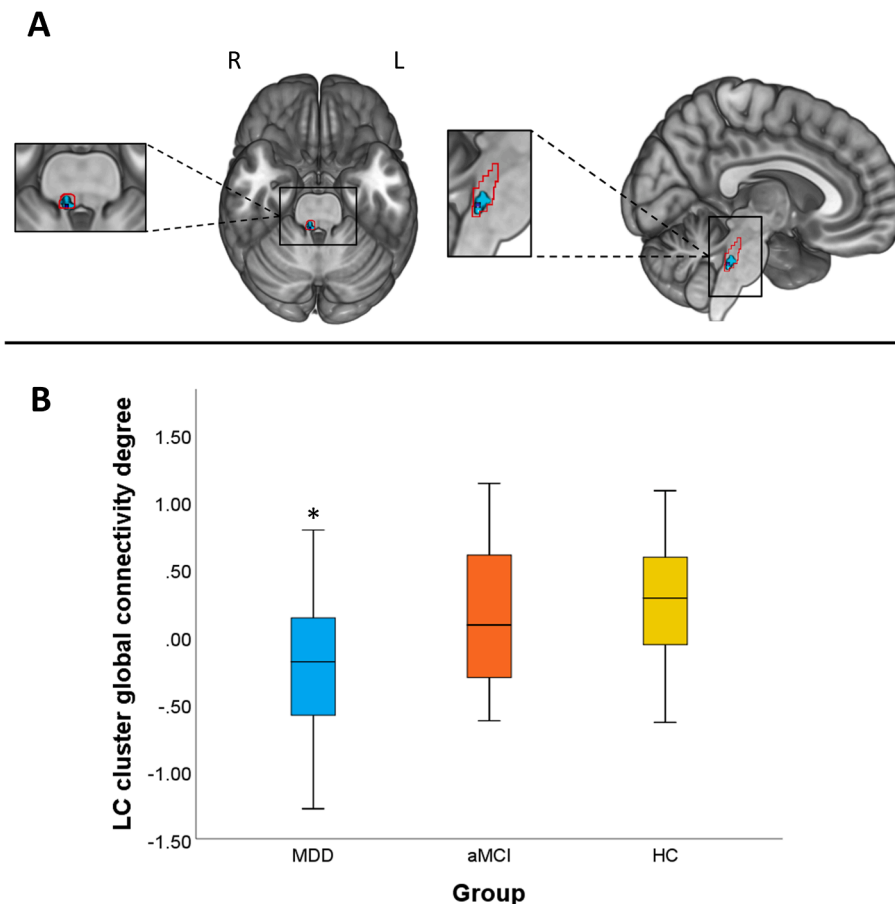 A
R
L
B
LC cluster global connectivity degree
1.50
1.00
.50
.00
-.50
-1.00
-1.50
*
MDD
aMCI
HC
Group